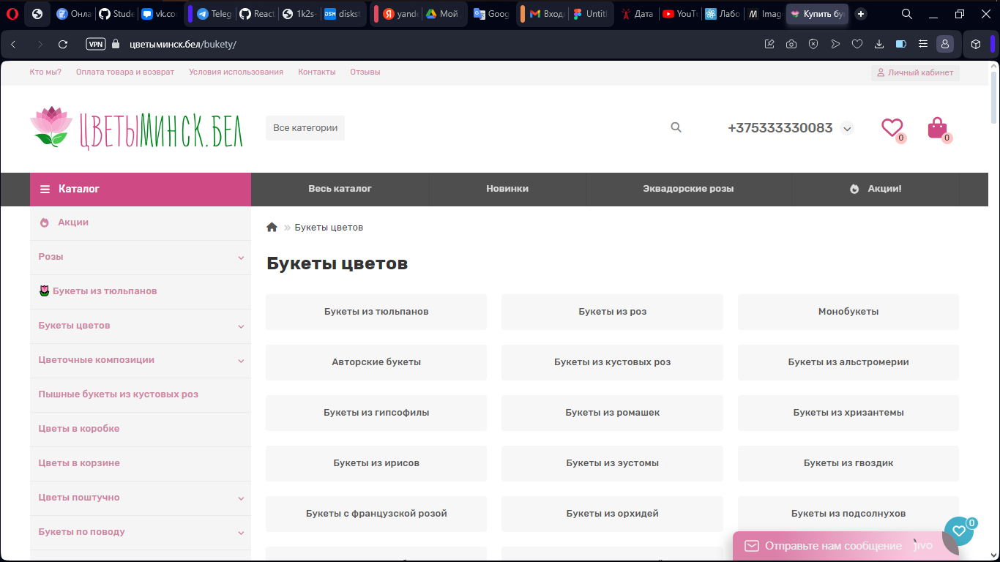 Онла
Stude
vk.co
Teleg
React
1k2s-
DSM
diskst
yande
Мой
Goog
Вход
Untitl
Дата
YouTu
Лабо
Imag
Купить бу
VPN
цветыминск.бел/bukety/
Кто мы?
Оплата товара и возврат
Условия использования
Контакты
Отзывы
Личный кабинет
ЦВЕТЫМИНСК.БЕЛ
Все категории
+375333330083
0
0
Каталог
Весь каталог
Новинки
Эквадорские розы
Акции!
Акции
Розы
Букеты из тюльпанов
Букеты цветов
Цветочные композиции
Пышные букеты из кустовых роз
Цветы в коробке
Цветы в корзине
Цветы поштучно
Букеты по поводу
» Букеты цветов
Букеты цветов
Букеты из тюльпанов
Букеты из роз
Монобукеты
Авторские букеты
Букеты из кустовых роз
Букеты из альстромерии
Букеты из гипсофилы
Букеты из ромашек
Букеты из хризантемы
Букеты из ирисов
Букеты из эустомы
Букеты из гвоздик
Букеты с французской розой
Букеты из орхидей
Букеты из подсолнухов
0
Отправьте нам сообщение
jivo